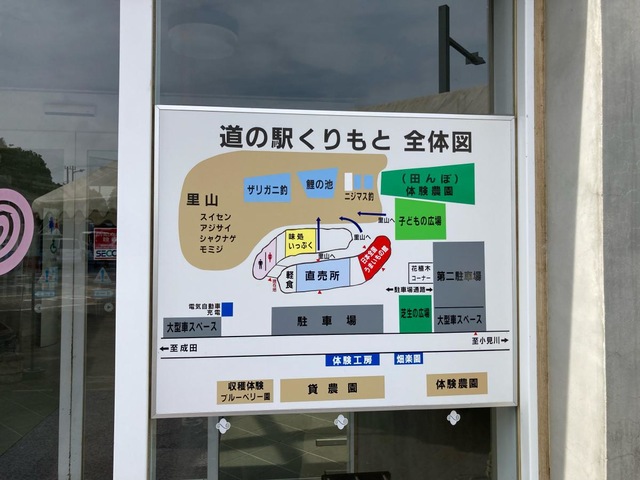 道の駅くりもと 全体図
里山
スイセン
アジサイ
シャクナゲ
モミジ
ザリガニ釣
鯉の池
ニジマス釣
(田んぼ)
体験農園
子どもの広場
里山へ
里山へ
里山へ
味処
いっぷく
軽食
直売所
日本全国
うまいもの館
花植木
コーナー
第二駐車場
駐車場通路
電気自動車
充電
大型車スペース
駐車場
芝生の広場
大型車スペース
至成田
至小見川
体験工房
畑楽園
収穫体験
ブルーベリー園
貸農園
体験農園
SECO